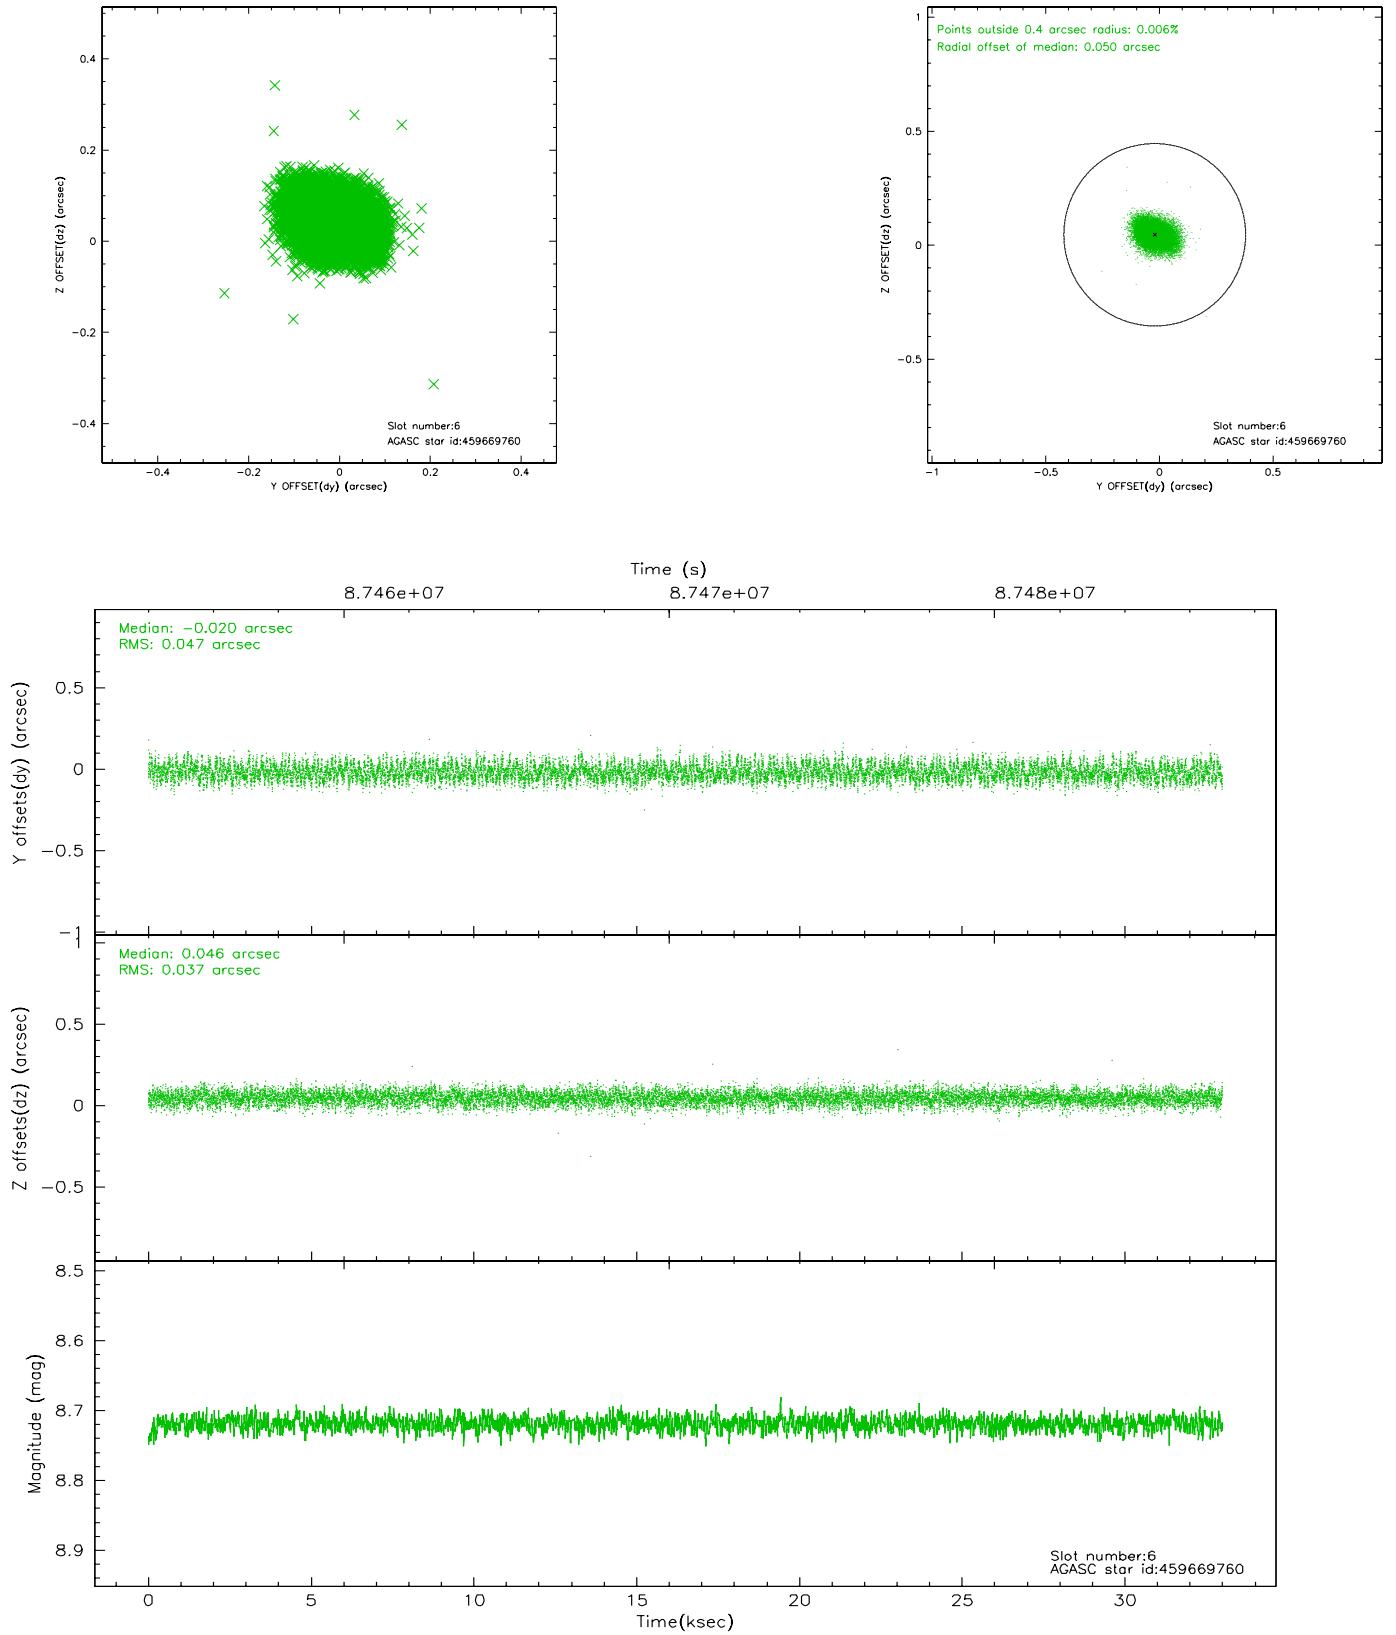 0.4
0.2
0
−0.2
−0.4
Z OFFSET(dz) (arcsec)
Slot number:6
AGASC star id:459669760
−0.4 −0.2 0 0.2 0.4
Y OFFSET(dy) (arcsec)
Points outside 0.4 arcsec radius: 0.006%
Radial offset of median: 0.050 arcsec
1
0.5
0
−0.5
Z OFFSET(dz) (arcsec)
Slot number:6
AGASC star id:459669760
−1 −0.5 0 0.5
Y OFFSET(dy) (arcsec)
Time (s)
8.746e+07 8.747e+07 8.748e+07
Median: −0.020 arcsec
RMS: 0.047 arcsec
0.5
0
−0.5
−1
Y offsets(dy) (arcsec)
Median: 0.046 arcsec
RMS: 0.037 arcsec
1
0.5
0
−0.5
Z offsets(dz) (arcsec)
8.5
8.6
8.7
8.8
8.9
Magnitude (mag)
Slot number:6
AGASC star id:459669760
0 5 10 15 20 25 30
Time(ksec)